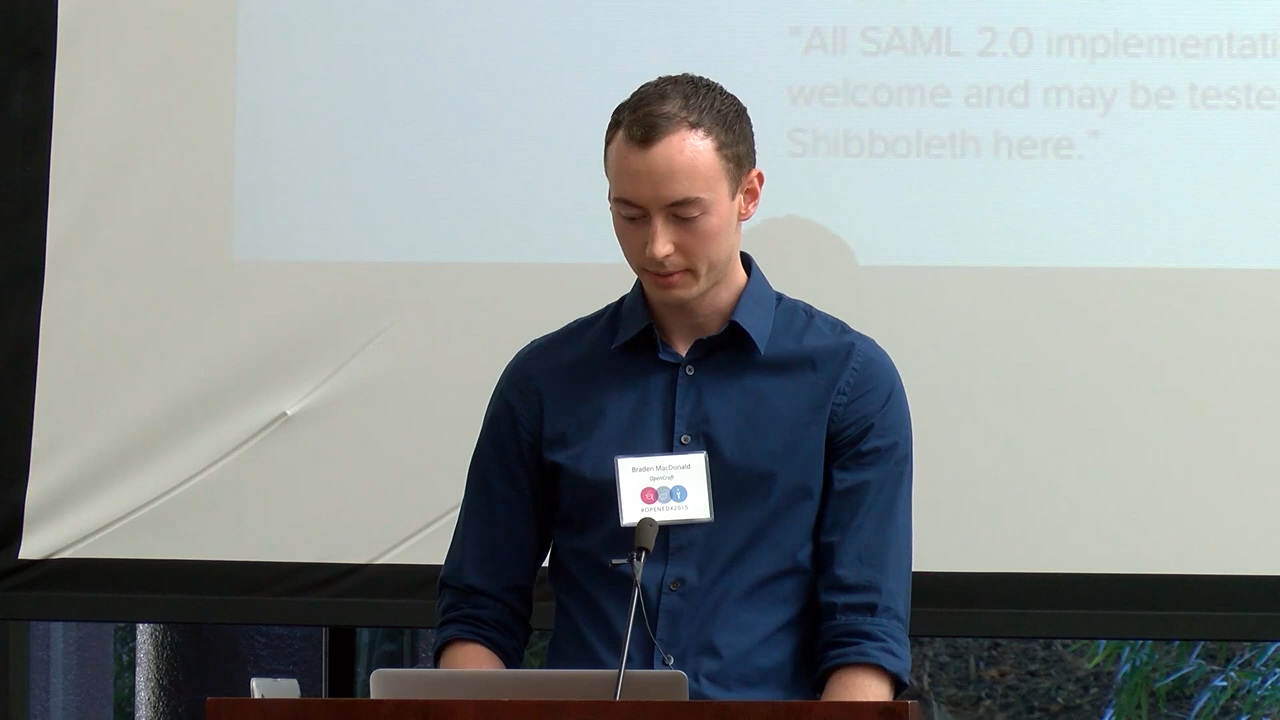 "All SAML 2.0 implementati
welcome and may be teste
Shibboleth here."
Braden MacDonald
OpenCraft
#OPENEDX2015